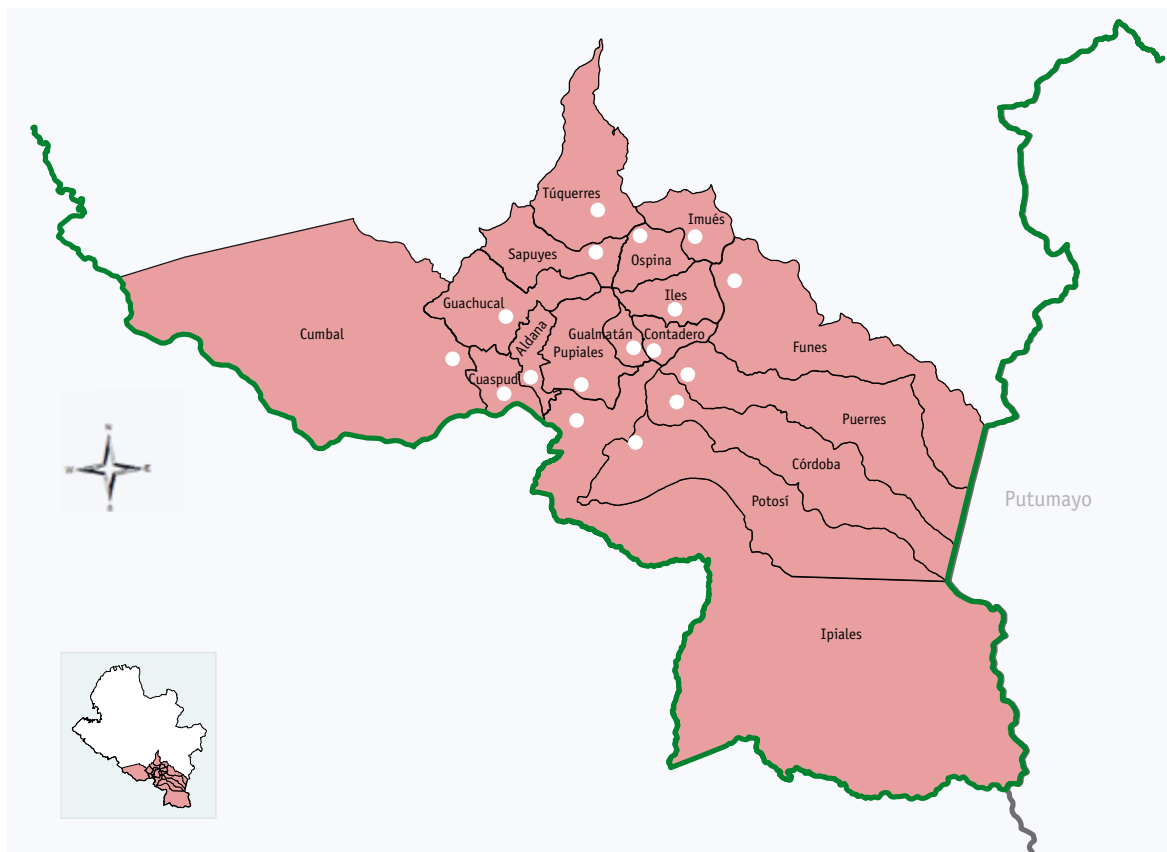 Túquerres
Imués
Sapuyes
Ospina
Guachucal
Iles
Cumbal
Aldana
Gualmatán
Contadero
Pupiales
Funes
Cuaspud
Puerres
Córdoba
Potosí
Putumayo
N
W
E
S
Ipiales